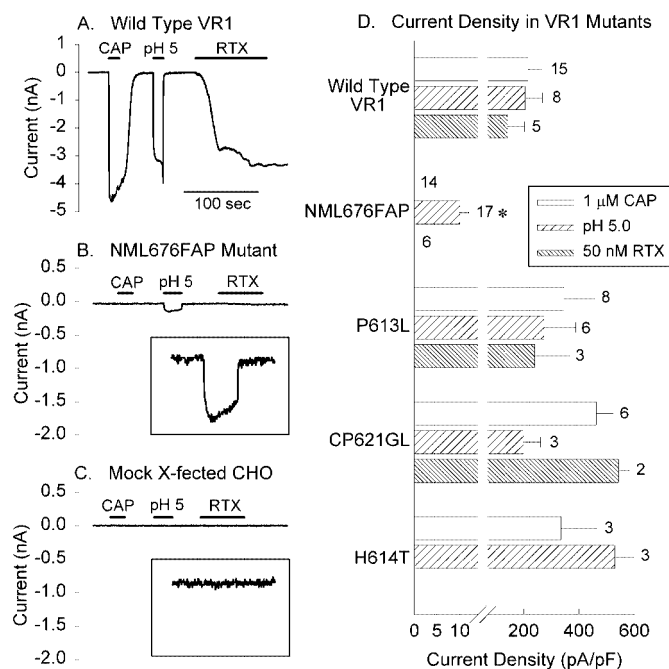 A. Wild Type VR1
CAP pH 5 RTX
1
0
-1
-2
-3
-4
-5
Current (nA)
100 sec
B. NML676FAP Mutant
0.5
0.0
-0.5
-1.0
-1.5
-2.0
Current (nA)
CAP pH 5 RTX
C. Mock X-fected CHO
0.5
0.0
-0.5
-1.0
-1.5
-2.0
Current (nA)
CAP pH 5 RTX
D. Current Density in VR1 Mutants
Wild Type
VR1
15
8
5
NML676FAP
14
17 *
6
1 μM CAP
pH 5.0
50 nM RTX
P613L
8
6
3
CP621GL
6
3
2
H614T
3
3
0 5 10 200 400 600
Current Density (pA/pF)